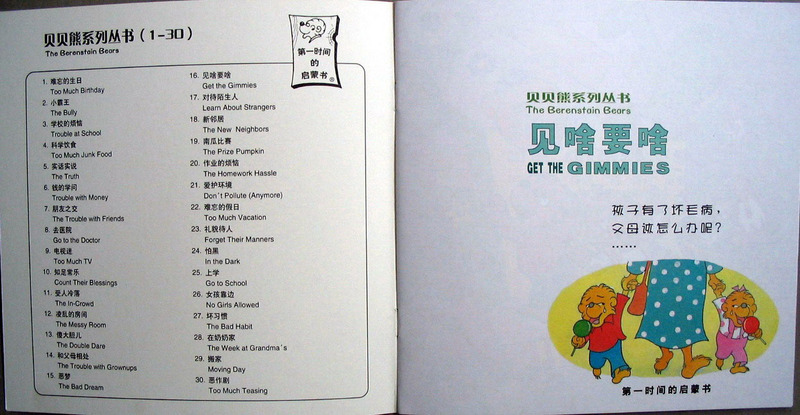 贝贝熊系列丛书（1-30）
The Berenstain Bears
第一时间
的
启蒙书®
1. 难忘的生日
Too Much Birthday
2. 小霸王
The Bully
3. 学校的烦恼
Trouble at School
4. 科学饮食
Too Much Junk Food
5. 实话实说
The Truth
6. 钱的学问
Trouble with Money
7. 朋友之交
The Trouble with Friends
8. 去医院
Go to the Doctor
9. 电视迷
Too Much TV
10. 知足常乐
Count Their Blessings
11. 受人冷落
The In-Crowd
12. 凌乱的房间
The Messy Room
13. 傻大胆儿
The Double Dare
14. 和父母相处
The Trouble with Grownups
15. 恶梦
The Bad Dream
16. 见啥要啥
Get the Gimmies
17. 对待陌生人
Learn About Strangers
18. 新邻居
The New Neighbors
19. 南瓜比赛
The Prize Pumpkin
20. 作业的烦恼
The Homework Hassle
21. 爱护环境
Don't Pollute (Anymore)
22. 难忘的假日
Too Much Vacation
23. 礼貌待人
Forget Their Manners
24. 怕黑
In the Dark
25. 上学
Go to School
26. 女孩靠边
No Girls Allowed
27. 坏习惯
The Bad Habit
28. 在奶奶家
The Week at Grandma's
29. 搬家
Moving Day
30. 恶作剧
Too Much Teasing
贝贝熊系列丛书
The Berenstain Bears
见啥要啥
GET THE GIMMIES
孩子有了坏毛病，
父母该怎么办呢？
……
第一时间的启蒙书